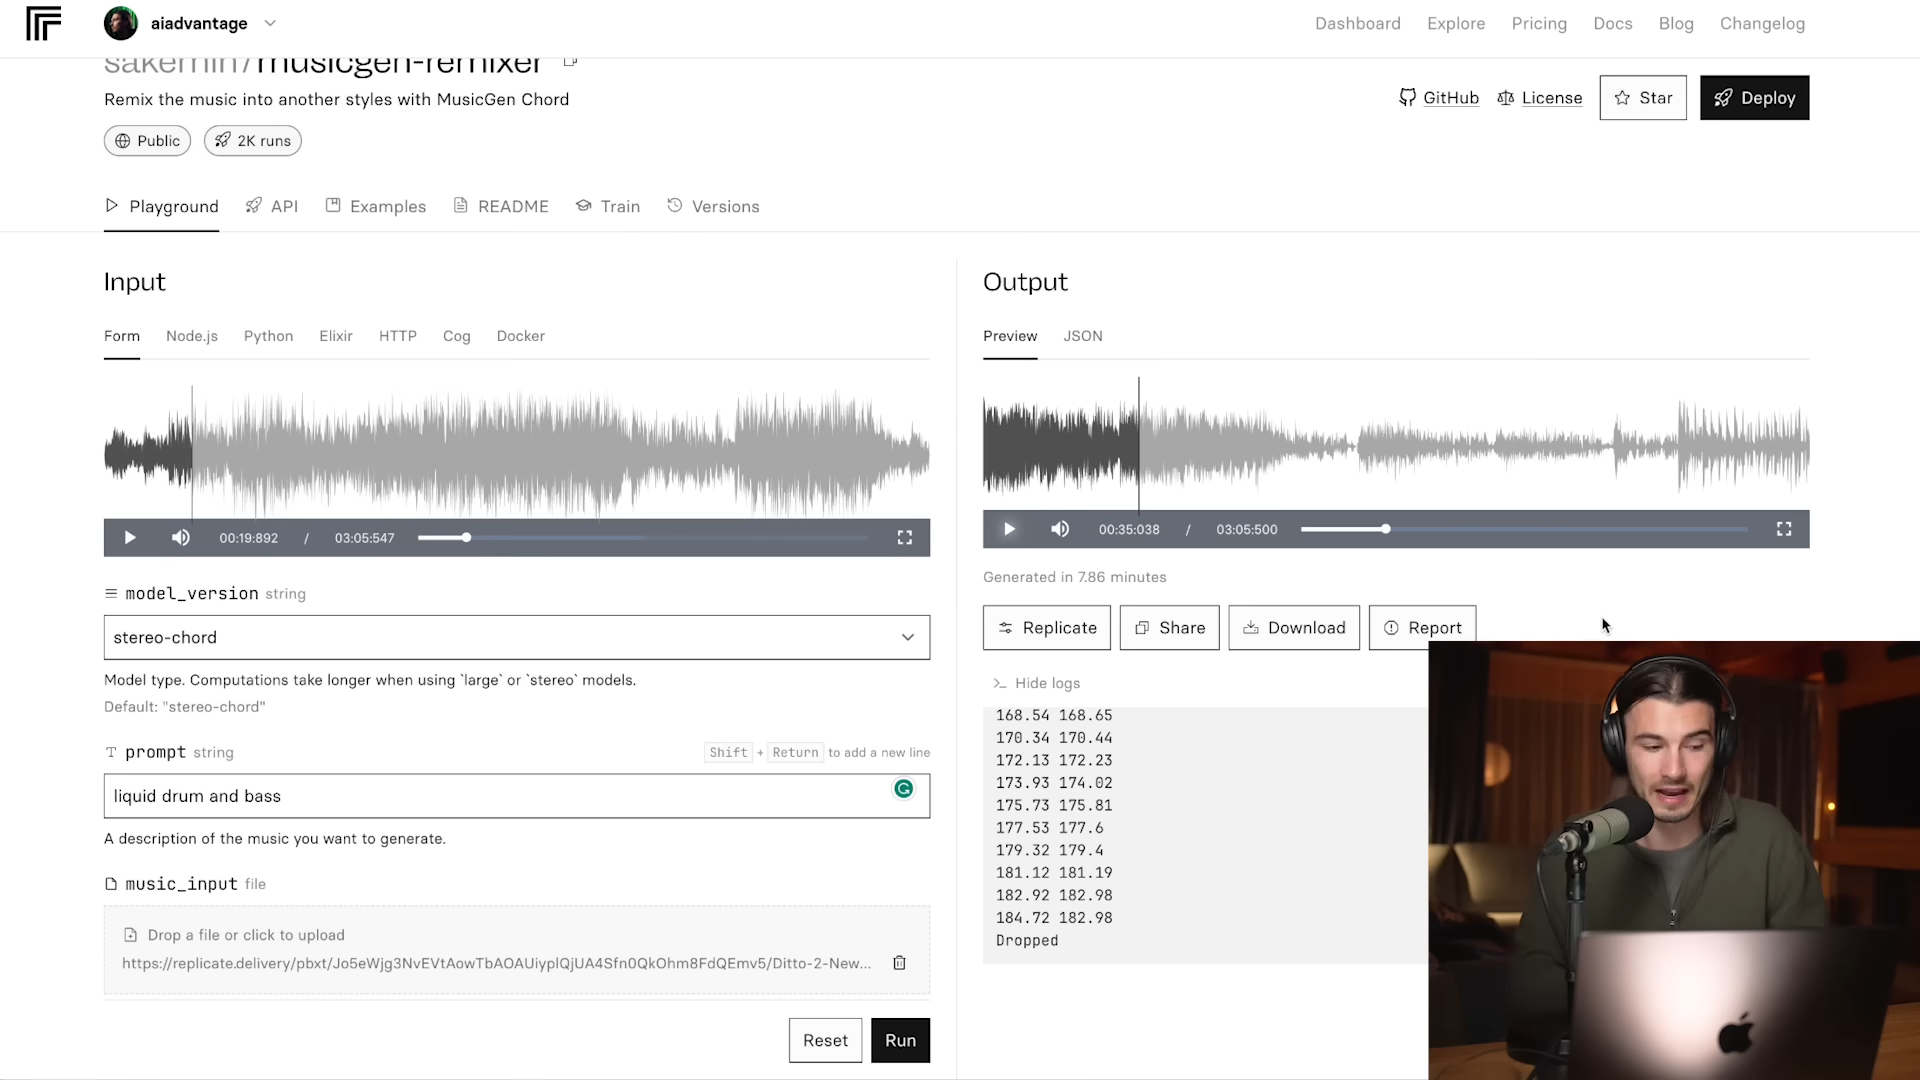 aiadvantage
Dashboard
Explore
Pricing
Docs
Blog
Changelog
sakemin/musicgen-remixer
Remix the music into another styles with MusicGen Chord
GitHub
License
Star
Deploy
Public
2K runs
Playground
API
Examples
README
Train
Versions
Input
Form
Node.js
Python
Elixir
HTTP
Cog
Docker
00:19:892 / 03:05:547
model_version string
stereo-chord
Model type. Computations take longer when using `large` or `stereo` models.
Default: "stereo-chord"
prompt string
Shift + Return to add a new line
liquid drum and bass
A description of the music you want to generate.
music_input file
Drop a file or click to upload
https://replicate.delivery/pbxt/Jo5eWjg3NvEVtAowTbAOAUiyplQjUA4Sfn0QkOhm8FdQEmv5/Ditto-2-New...
Reset
Run
Output
Preview
JSON
00:35:038 / 03:05:500
Generated in 7.86 minutes
Replicate
Share
Download
Report
Hide logs
168.54 168.65
170.34 170.44
172.13 172.23
173.93 174.02
175.73 175.81
177.53 177.6
179.32 179.4
181.12 181.19
182.92 182.98
184.72 182.98
Dropped